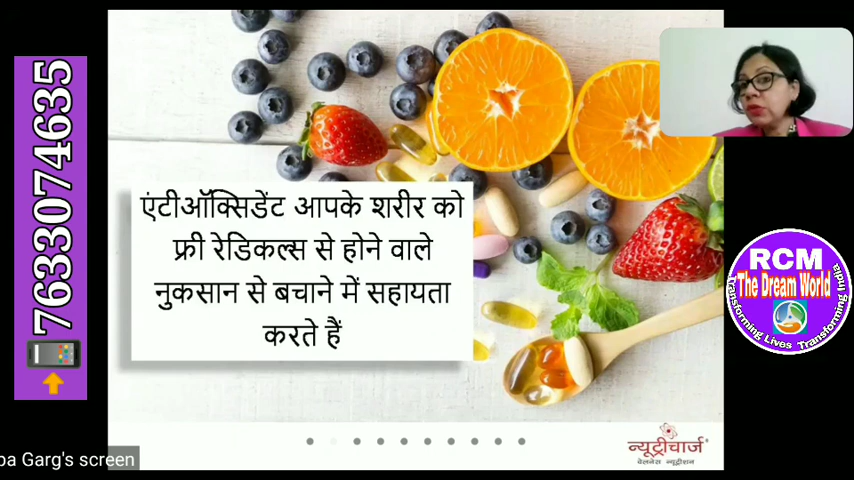 7633074635
एंटीऑक्सिडेंट आपके शरीर को
फ्री रेडिकल्स से होने वाले
नुकसान से बचाने में सहायता
करते हैं
RCM
The Dream World
Transforming Lives Transforming India
न्यूट्रीचार्ज
वेलनेस न्यूट्रीशन
pa Garg's screen